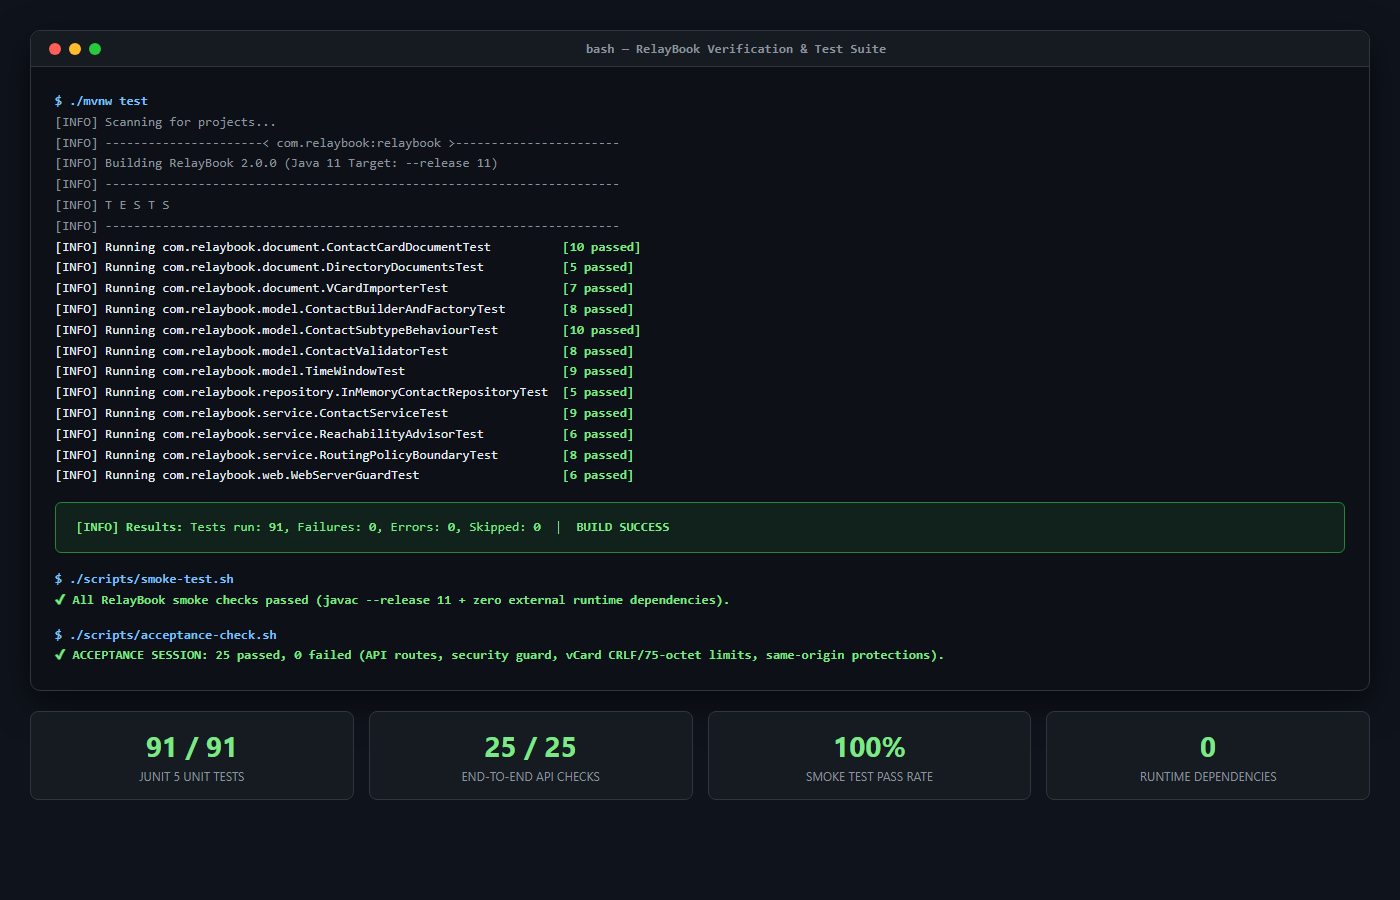 bash — RelayBook Verification & Test Suite
$ ./mvnw test
[INFO] Scanning for projects...
[INFO] ----------------------< com.relaybook:relaybook >-----------------------
[INFO] Building RelayBook 2.0.0 (Java 11 Target: --release 11)
[INFO] ------------------------------------------------------------------------
[INFO] T E S T S
[INFO] ------------------------------------------------------------------------
[INFO] Running com.relaybook.document.ContactCardDocumentTest [10 passed]
[INFO] Running com.relaybook.document.DirectoryDocumentsTest [5 passed]
[INFO] Running com.relaybook.document.VCardImporterTest [7 passed]
[INFO] Running com.relaybook.model.ContactBuilderAndFactoryTest [8 passed]
[INFO] Running com.relaybook.model.ContactSubtypeBehaviourTest [10 passed]
[INFO] Running com.relaybook.model.ContactValidatorTest [8 passed]
[INFO] Running com.relaybook.model.TimeWindowTest [9 passed]
[INFO] Running com.relaybook.repository.InMemoryContactRepositoryTest [5 passed]
[INFO] Running com.relaybook.service.ContactServiceTest [9 passed]
[INFO] Running com.relaybook.service.ReachabilityAdvisorTest [6 passed]
[INFO] Running com.relaybook.service.RoutingPolicyBoundaryTest [8 passed]
[INFO] Running com.relaybook.web.WebServerGuardTest [6 passed]
[INFO] Results: Tests run: 91, Failures: 0, Errors: 0, Skipped: 0 | BUILD SUCCESS
$ ./scripts/smoke-test.sh
✔ All RelayBook smoke checks passed (javac --release 11 + zero external runtime dependencies).
$ ./scripts/acceptance-check.sh
✔ ACCEPTANCE SESSION: 25 passed, 0 failed (API routes, security guard, vCard CRLF/75-octet limits, same-origin protections).
91 / 91
JUNIT 5 UNIT TESTS
25 / 25
END-TO-END API CHECKS
100%
SMOKE TEST PASS RATE
0
RUNTIME DEPENDENCIES